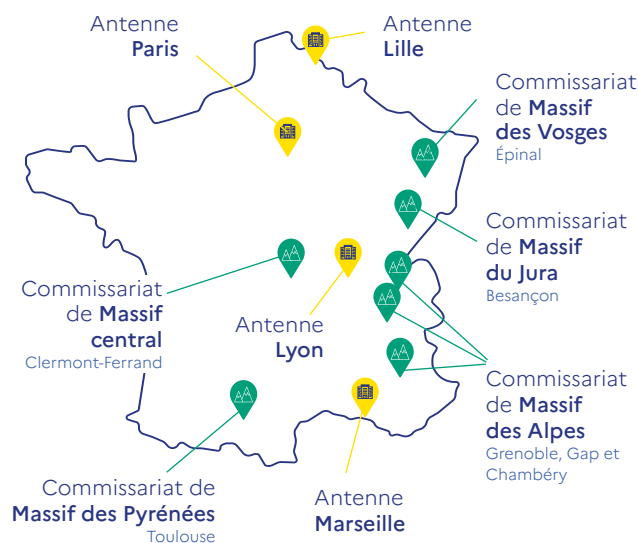 Antenne
Paris
Antenne
Lille
Commissariat
de Massif
des Vosges
Épinal
Commissariat
de Massif
du Jura
Besançon
Commissariat
de Massif
central
Clermont-Ferrand
Antenne
Lyon
Commissariat
de Massif
des Alpes
Grenoble, Gap et
Chambéry
Commissariat de
Massif des Pyrénées
Toulouse
Antenne
Marseille